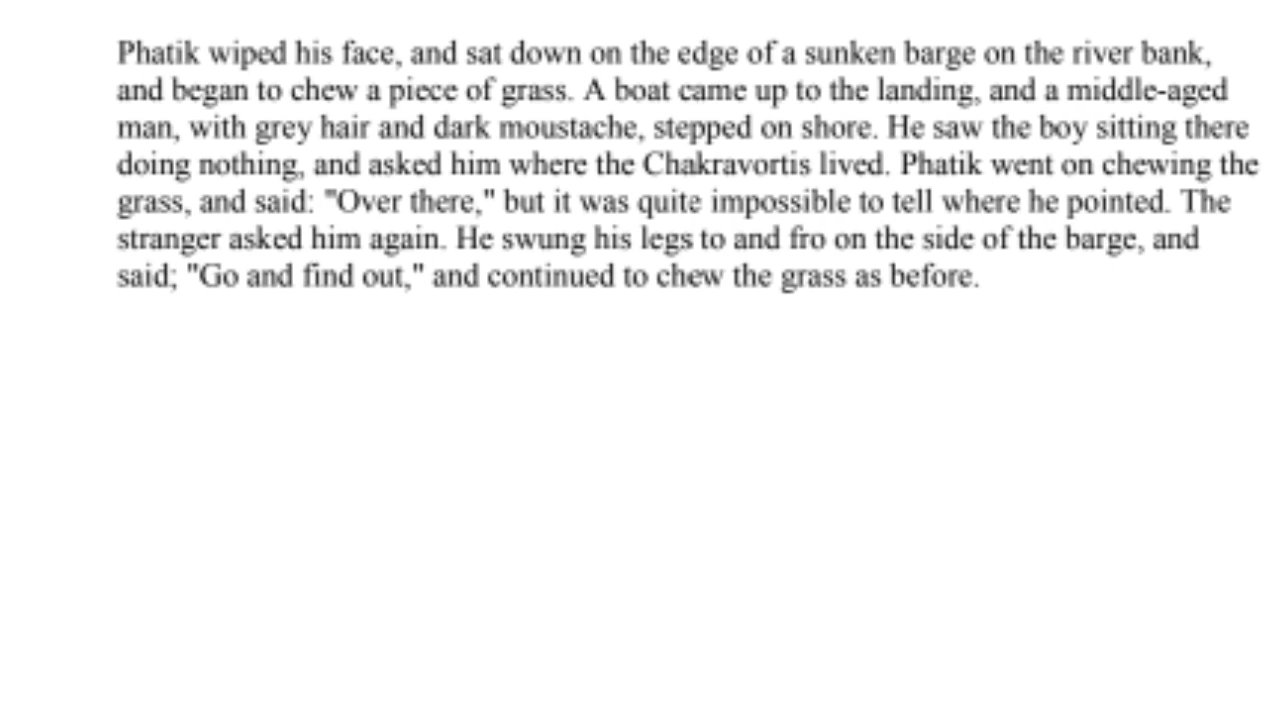 Phatik wiped his face, and sat down on the edge of a sunken barge on the river bank,
and began to chew a piece of grass. A boat came up to the landing, and a middle-aged
man, with grey hair and dark moustache, stepped on shore. He saw the boy sitting there
doing nothing, and asked him where the Chakravortis lived. Phatik went on chewing the
grass, and said: "Over there," but it was quite impossible to tell where he pointed. The
stranger asked him again. He swung his legs to and fro on the side of the barge, and
said; "Go and find out," and continued to chew the grass as before.